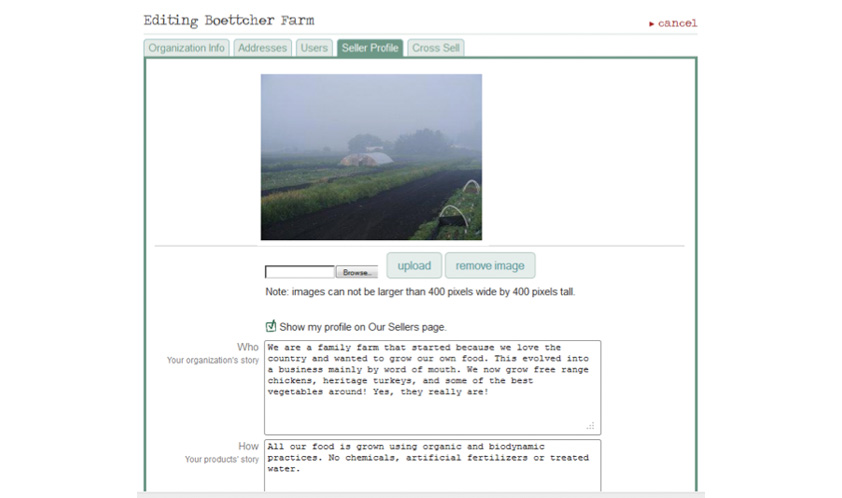 Editing Boettcher Farm
▸ cancel
Organization Info Addresses Users Seller Profile Cross Sell
Browse... upload remove image
Note: images can not be larger than 400 pixels wide by 400 pixels tall.
Show my profile on Our Sellers page.
Who
Your organization's story
We are a family farm that started because we love the
country and wanted to grow our own food. This evolved into
a business mainly by word of mouth. We now grow free range
chickens, heritage turkeys, and some of the best
vegetables around! Yes, they really are!
How
Your products' story
All our food is grown using organic and biodynamic
practices. No chemicals, artificial fertilizers or treated
water.